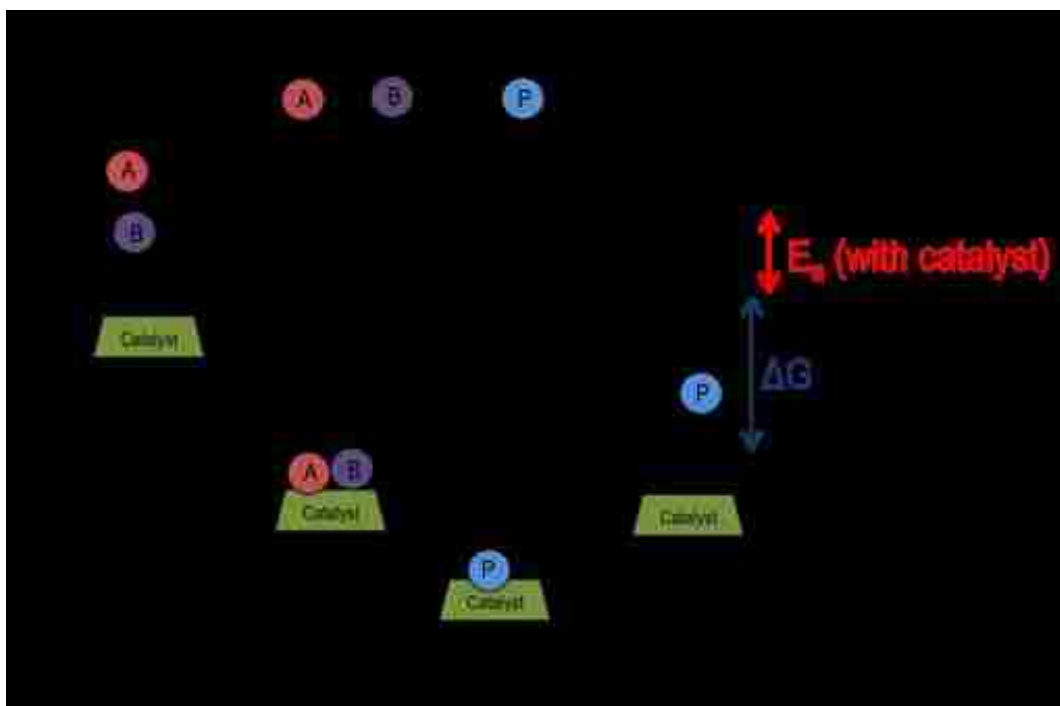 A B P
A
B
Eₐ (with catalyst)
Catalyst
ΔG
P
A B
Catalyst
Catalyst
P
Catalyst